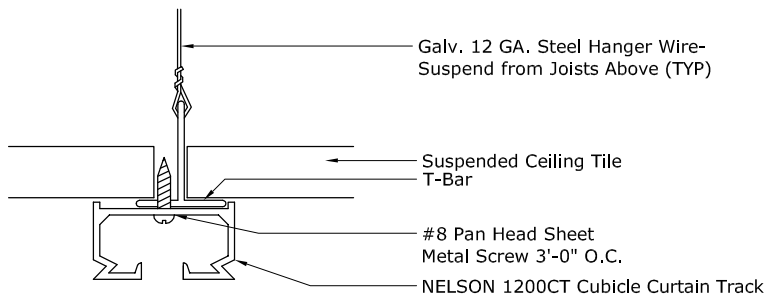 Galv. 12 GA. Steel Hanger Wire-
Suspend from Joists Above (TYP)
Suspended Ceiling Tile
T-Bar
#8 Pan Head Sheet
Metal Screw 3'-0" O.C.
NELSON 1200CT Cubicle Curtain Track